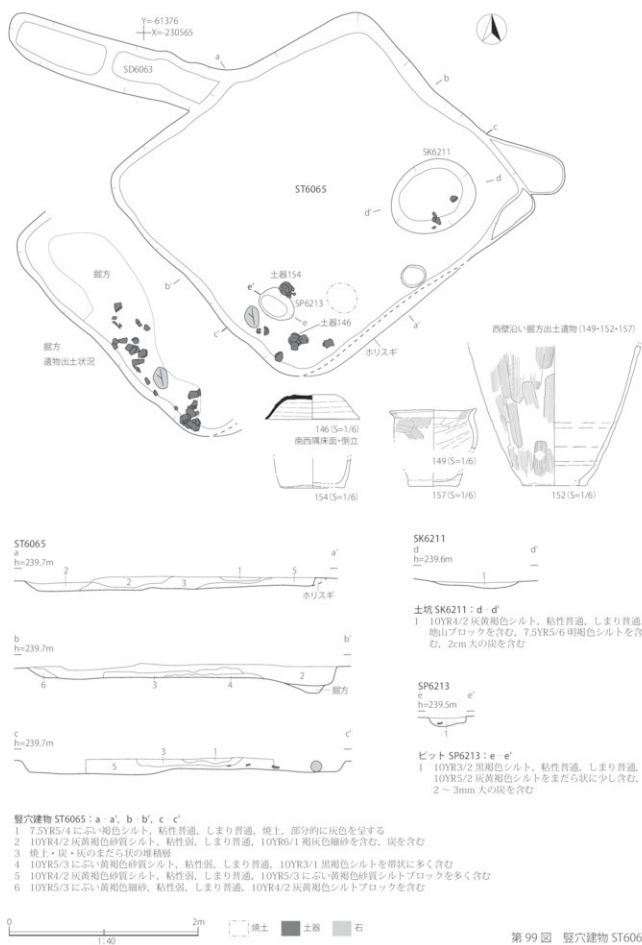 Y=-61376
X=-230565
SD6063
a
b
c
SK6211
d
d'
ST6065
掘方
土器154
b'
e'
SP6213
e
a'
c'
土器146
ホリスギ
掘方
遺物出土状況
西壁沿い掘方出土遺物(149・152・157)
146(S=1/6)
南西隅床面・倒立
149(S=1/6)
154(S=1/6)
157(S=1/6)
152(S=1/6)
ST6065
a a'
h=239.7m
2 2 3 1 5
ホリスギ
b b'
h=239.7m
6 3 4 2
掘方
c c'
h=239.7m
5 3 1
SK6211
d d'
h=239.6m
1
土坑 SK6211：d‐d'
1 10YR4/2 灰黄褐色シルト，粘性普通，しまり普通，
地山ブロックを含む，7.5YR5/6 明褐色シルトを含
む，2cm 大の炭を含む
SP6213
e e'
h=239.5m
1
ピット SP6213：e‐e'
1 10YR3/2 黒褐色シルト，粘性普通，しまり普通，
10YR5/2 灰黄褐色シルトをまだら状に少し含む，
2 ～ 3mm 大の炭を含む
竪穴建物 ST6065：a‐a'，b‐b'，c‐c'
1 7.5YR5/4 にぶい褐色シルト，粘性普通，しまり普通，焼土，部分的に灰色を呈する
2 10YR4/2 灰黄褐色砂質シルト，粘性弱，しまり普通，10YR6/1 褐灰色細砂を含む，炭を含む
3 焼土・炭・灰のまだら状の堆積層
4 10YR5/3 にぶい黄褐色砂質シルト，粘性弱，しまり普通，10YR3/1 黒褐色シルトを帯状に多く含む
5 10YR4/2 灰黄褐色砂質シルト，粘性弱，しまり普通，10YR5/3 にぶい黄褐色砂質シルトブロックを多く含む
6 10YR5/3 にぶい黄褐色細砂，粘性弱，しまり普通，10YR4/2 灰黄褐色シルトブロックを含む
0 2m
1:40
焼土 土器 石
第 99 図 竪穴建物 ST606